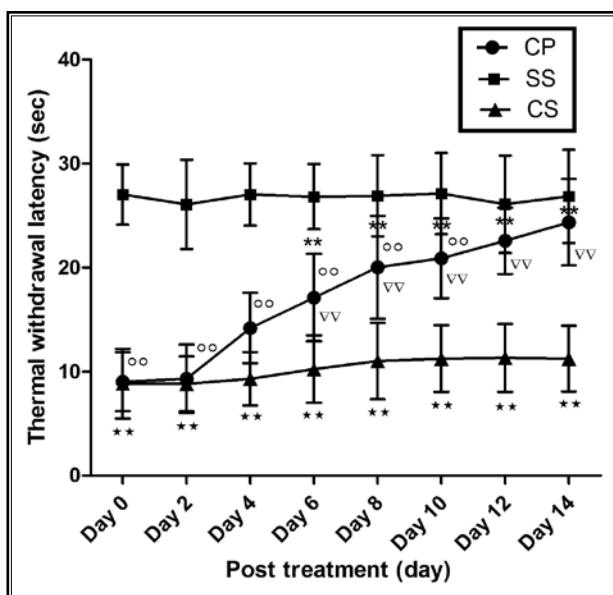 CP
SS
CS
Thermal withdrawal latency (sec)
40
30
20
10
0
** ** ** ** **
°° °° °° °° °° °°
▽▽ ▽▽ ▽▽ ▽▽ ▽▽
★★ ★★ ★★ ★★ ★★ ★★ ★★ ★★
Day 0 Day 2 Day 4 Day 6 Day 8 Day 10 Day 12 Day 14
Post treatment (day)